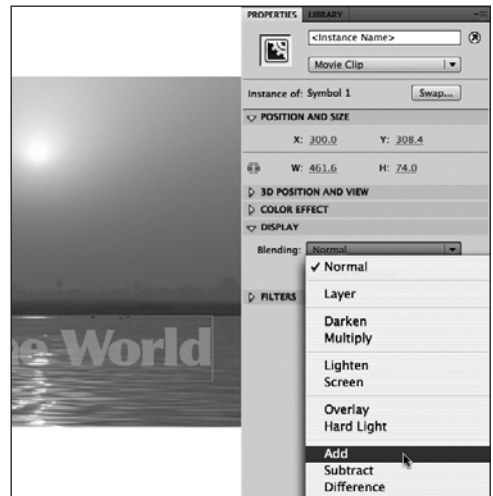 PROPERTIES LIBRARY
<Instance Name>
Movie Clip
Instance of: Symbol 1 Swap...
POSITION AND SIZE
X: 300.0 Y: 308.4
W: 461.6 H: 74.0
3D POSITION AND VIEW
COLOR EFFECT
DISPLAY
Blending: Normal
✓ Normal
FILTERS
Layer
Darken
Multiply
e World
Lighten
Screen
Overlay
Hard Light
Add
Subtract
Difference